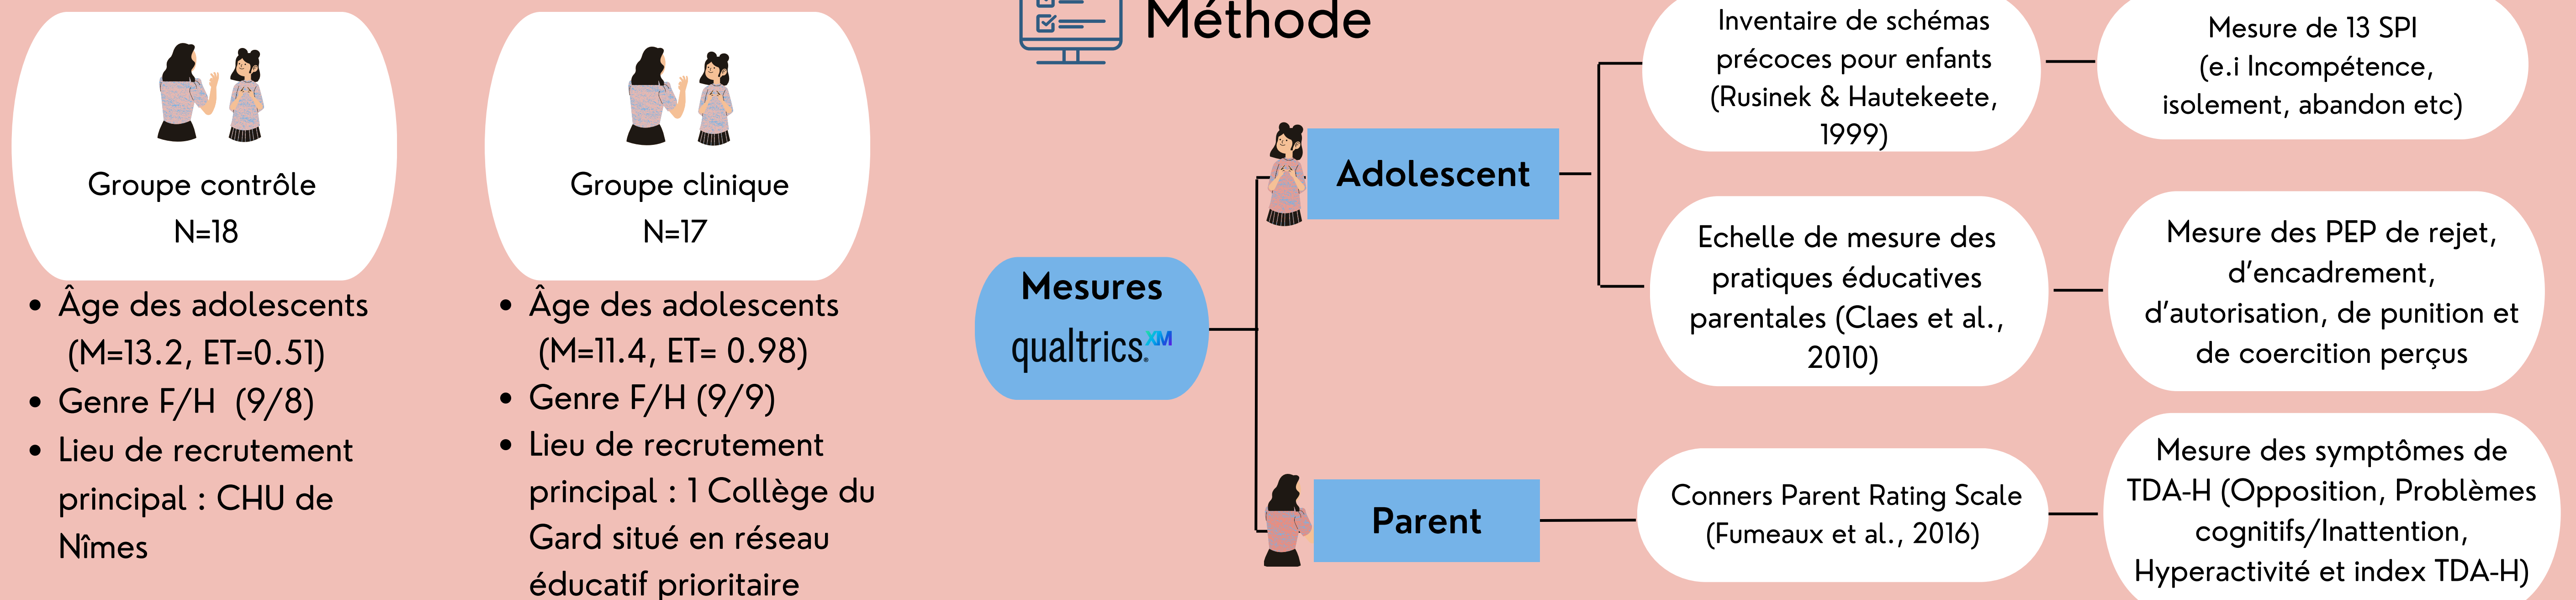 Groupe contrôle
N=18
• Âge des adolescents
(M=13.2, ET=0.51)
• Genre F/H (9/8)
• Lieu de recrutement
principal : CHU de
Nîmes
Groupe clinique
N=17
• Âge des adolescents
(M=11.4, ET= 0.98)
• Genre F/H (9/9)
• Lieu de recrutement
principal : 1 Collège du
Gard situé en réseau
éducatif prioritaire
Méthode
Mesures
qualtrics.XM
Adolescent
Inventaire de schémas
précoces pour enfants
(Rusinek & Hautekeete,
1999)
Mesure de 13 SPI
(e.i Incompétence,
isolement, abandon etc)
Echelle de mesure des
pratiques éducatives
parentales (Claes et al.,
2010)
Mesure des PEP de rejet,
d'encadrement,
d'autorisation, de punition et
de coercition perçus
Parent
Conners Parent Rating Scale
(Fumeaux et al., 2016)
Mesure des symptômes de
TDA-H (Opposition, Problèmes
cognitifs/Inattention,
Hyperactivité et index TDA-H)